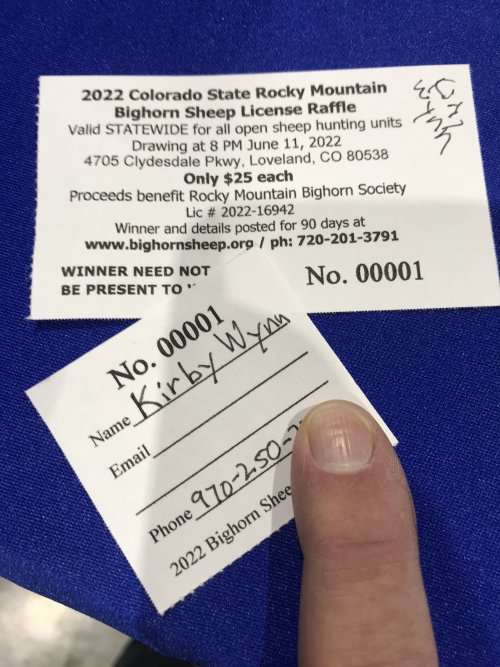 2022 Colorado State Rocky Mountain
Bighorn Sheep License Raffle
Valid STATEWIDE for all open sheep hunting units
Drawing at 8 PM June 11, 2022
4705 Clydesdale Pkwy, Loveland, CO 80538
Only $25 each
Proceeds benefit Rocky Mountain Bighorn Society
Lic # 2022-16942
Winner and details posted for 90 days at
www.bighornsheep.org / ph: 720-201-3791
WINNER NEED NOT
BE PRESENT TO
No. 00001
No. 00001
Name Kirby Wynn
Email
Phone 970-250-
2022 Bighorn